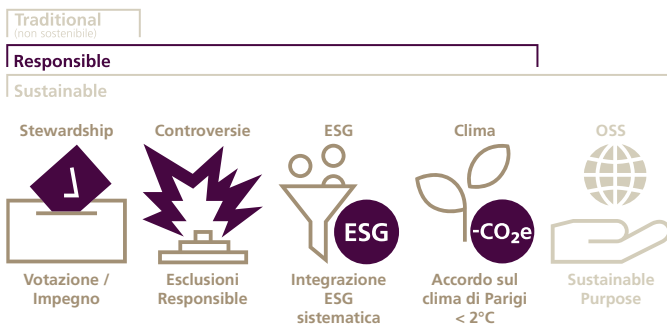 Traditional
(non sostenibile)
Responsible
Sustainable
Stewardship
Controversie
ESG
Clima
OSS
ESG
-CO₂e
Votazione /
Impegno
Esclusioni
Responsible
Integrazione
ESG
sistematica
Accordo sul
clima di Parigi
< 2°C
Sustainable
Purpose